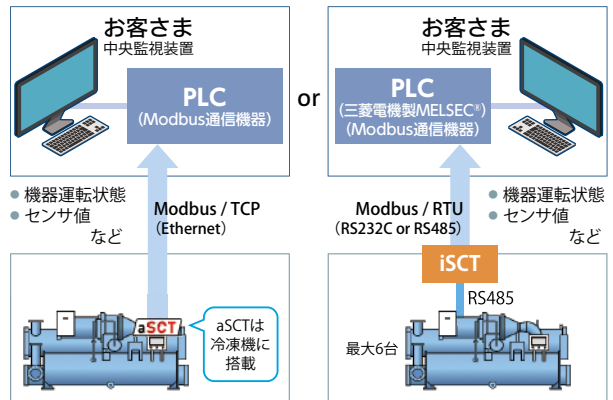 お客さま
中央監視装置
PLC
(Modbus通信機器)
● 機器運転状態
● センサ値
など
Modbus / TCP
(Ethernet)
aSCT
aSCTは
冷凍機に
搭載
or
お客さま
中央監視装置
PLC
(三菱電機製MELSEC®)
(Modbus通信機器)
Modbus / RTU
(RS232C or RS485)
● 機器運転状態
● センサ値
など
iSCT
RS485
最大6台